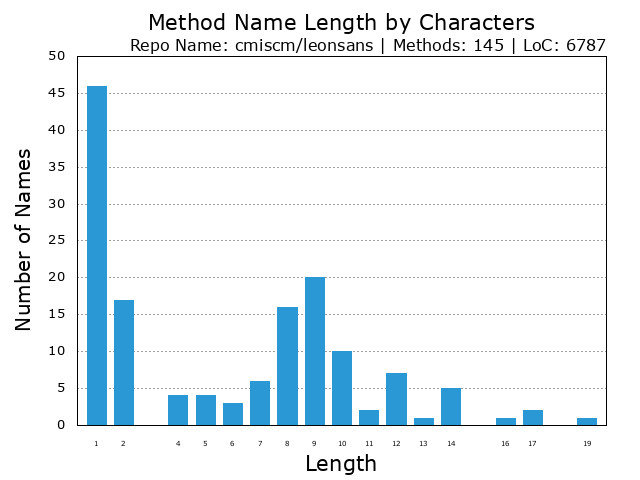 Method Name Length by Characters
Repo Name: cmiscm/leonsans | Methods: 145 | LoC: 6787
50
45
40
35
30
25
20
15
10
5
0
Number of Names
1 2 4 5 6 7 8 9 10 11 12 13 14 16 17 19
Length